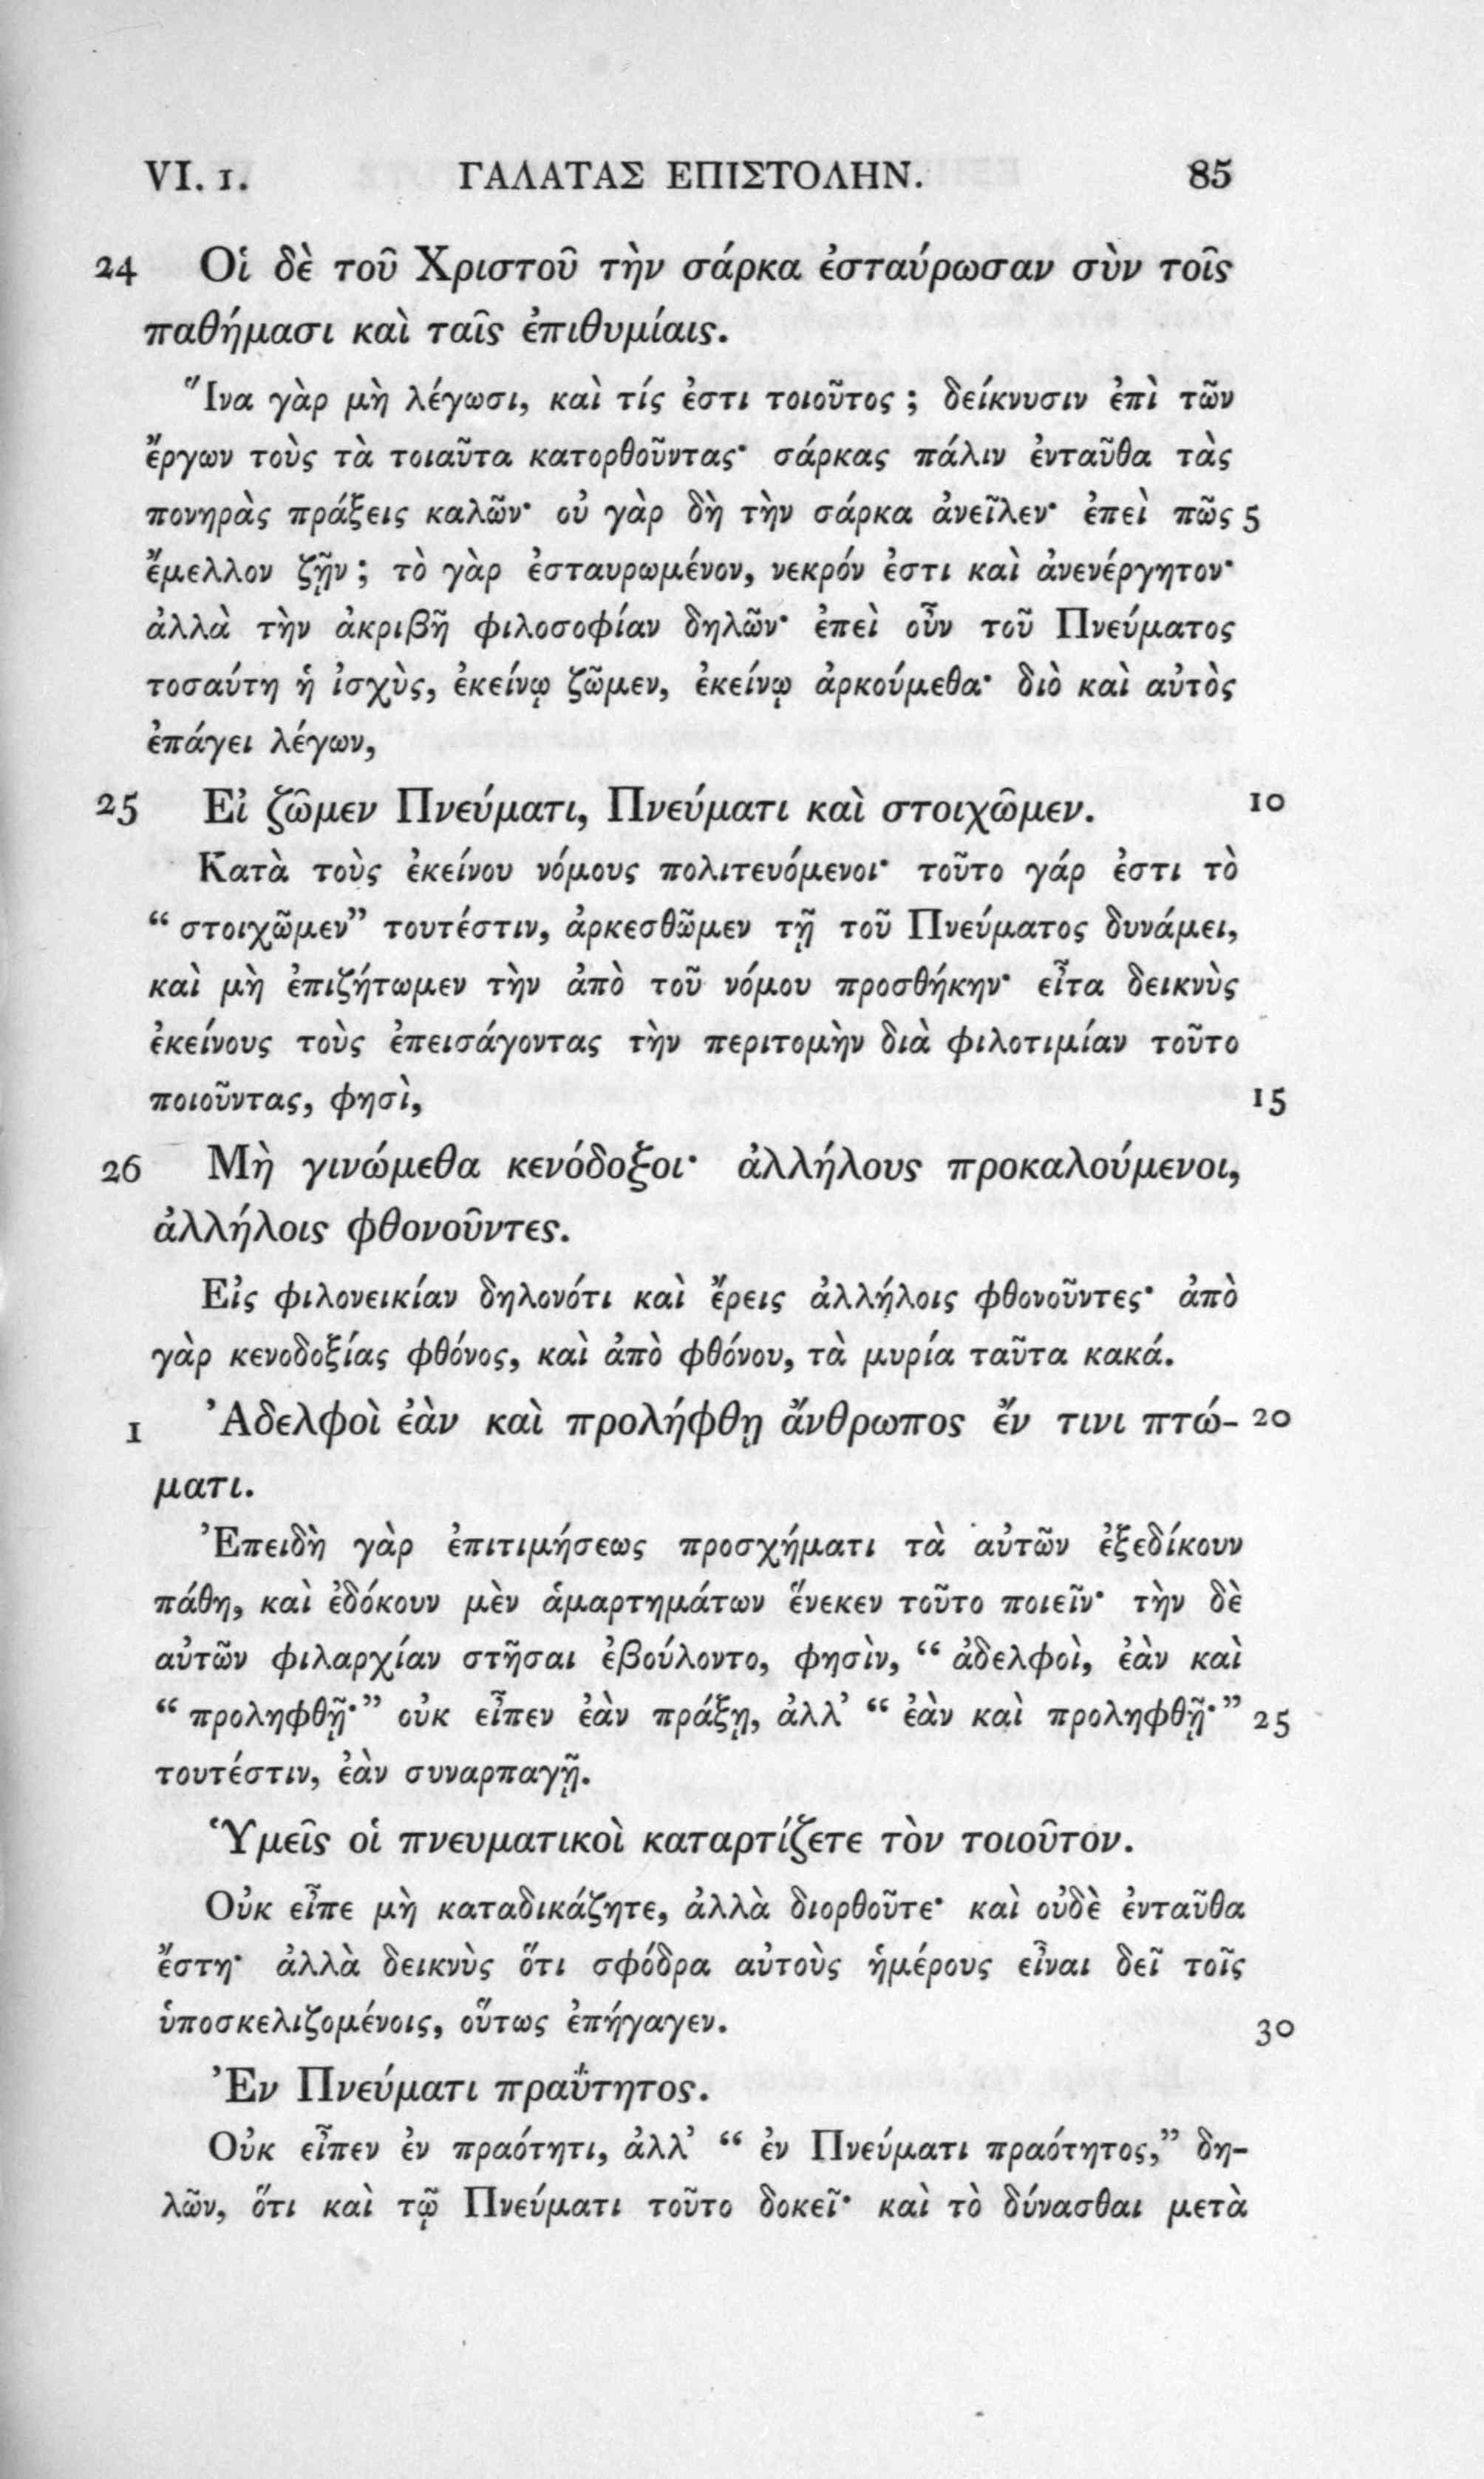 VI. 1. ΓΑΛΑΤΑΣ ΕΠΙΣΤΟΛΗΝ. 85
24 Οἱ δὲ τοῦ Χριστοῦ τὴν σάρκα ἐσταύρωσαν σὺν τοῖς
παθήμασι καὶ ταῖς ἐπιθυμίαις.
Ἵνα γὰρ μὴ λέγωσι, καὶ τίς ἐστι τοιοῦτος ; δείκνυσιν ἐπὶ τῶν
ἔργων τοὺς τὰ τοιαῦτα κατορθοῦντας· σάρκας πάλιν ἐνταῦθα τὰς
πονηρὰς πράξεις καλῶν· οὐ γὰρ δὴ τὴν σάρκα ἀνεῖλεν· ἐπεὶ πῶς 5
ἔμελλον ζῇν ; τὸ γὰρ ἐσταυρωμένον, νεκρόν ἐστι καὶ ἀνενέργητον·
ἀλλὰ τὴν ἀκριβῆ φιλοσοφίαν δηλῶν· ἐπεὶ οὖν τοῦ Πνεύματος
τοσαύτη ἡ ἰσχὺς, ἐκείνῳ ζῶμεν, ἐκείνῳ ἀρκούμεθα· διὸ καὶ αὐτὸς
ἐπάγει λέγων,
25 Εἰ ζῶμεν Πνεύματι, Πνεύματι καὶ στοιχῶμεν. 10
Κατὰ τοὺς ἐκείνου νόμους πολιτευόμενοι· τοῦτο γάρ ἐστι τὸ
“ στοιχῶμεν” τουτέστιν, ἀρκεσθῶμεν τῇ τοῦ Πνεύματος δυνάμει,
καὶ μὴ ἐπιζήτωμεν τὴν ἀπὸ τοῦ νόμου προσθήκην· εἶτα δεικνὺς
ἐκείνους τοὺς ἐπεισάγοντας τὴν περιτομὴν διὰ φιλοτιμίαν τοῦτο
ποιοῦντας, φησὶ, 15
26 Μὴ γινώμεθα κενόδοξοι· ἀλλήλους προκαλούμενοι,
ἀλλήλοις φθονοῦντες.
Εἰς φιλονεικίαν δηλονότι καὶ ἔρεις ἀλλήλοις φθονοῦντες· ἀπὸ
γὰρ κενοδοξίας φθόνος, καὶ ἀπὸ φθόνου, τὰ μυρία ταῦτα κακά.
1 Ἀδελφοὶ ἐὰν καὶ προλήφθῃ ἄνθρωπος ἔν τινι πτώ- 20
ματι.
Ἐπειδὴ γὰρ ἐπιτιμήσεως προσχήματι τὰ αὐτῶν ἐξεδίκουν
πάθη, καὶ ἐδόκουν μὲν ἁμαρτημάτων ἕνεκεν τοῦτο ποιεῖν· τὴν δὲ
αὐτῶν φιλαρχίαν στῆσαι ἐβούλοντο, φησὶν, “ ἀδελφοὶ, ἐὰν καὶ
“ προληφθῇ·” οὐκ εἶπεν ἐὰν πράξῃ, ἀλλ’ “ ἐὰν καὶ προληφθῇ·” 25
τουτέστιν, ἐὰν συναρπαγῇ.
Ὑμεῖς οἱ πνευματικοὶ καταρτίζετε τὸν τοιοῦτον.
Οὐκ εἶπε μὴ καταδικάζητε, ἀλλὰ διορθοῦτε· καὶ οὐδὲ ἐνταῦθα
ἔστη· ἀλλὰ δεικνὺς ὅτι σφόδρα αὐτοὺς ἡμέρους εἶναι δεῖ τοῖς
ὑποσκελιζομένοις, οὕτως ἐπήγαγεν. 30
Ἐν Πνεύματι πραΰτητος.
Οὐκ εἶπεν ἐν πραότητι, ἀλλ’ “ ἐν Πνεύματι πραότητος,” δη-
λῶν, ὅτι καὶ τῷ Πνεύματι τοῦτο δοκεῖ· καὶ τὸ δύνασθαι μετὰ